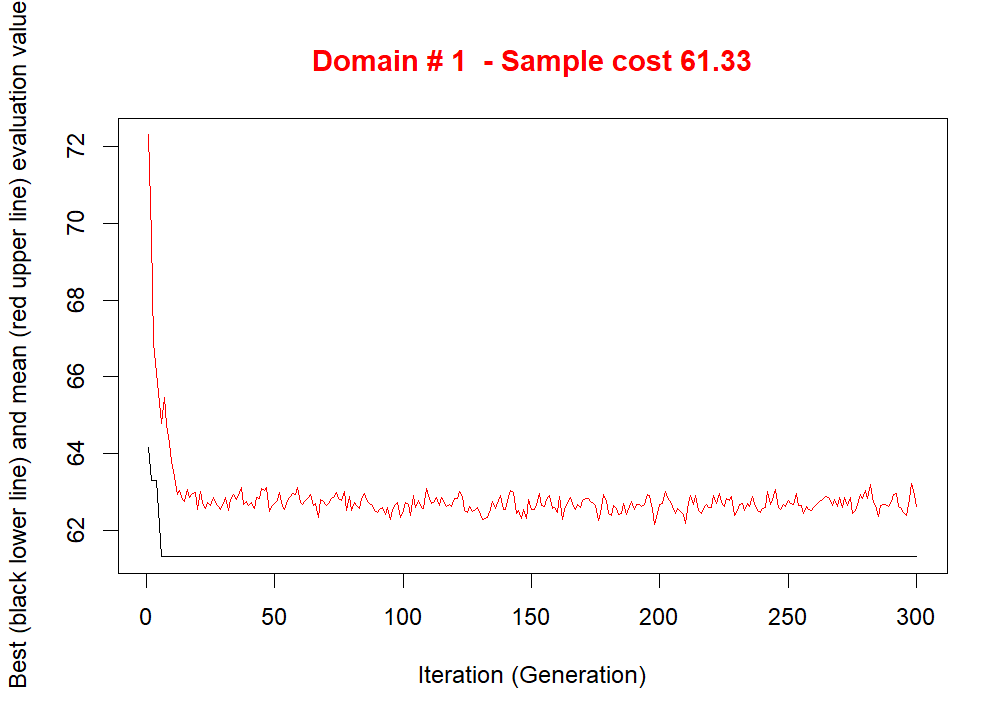 Domain # 1  - Sample cost 61.33
Best (black lower line) and mean (red upper line) evaluation value
72
70
68
66
64
62
0 50 100 150 200 250 300
Iteration (Generation)